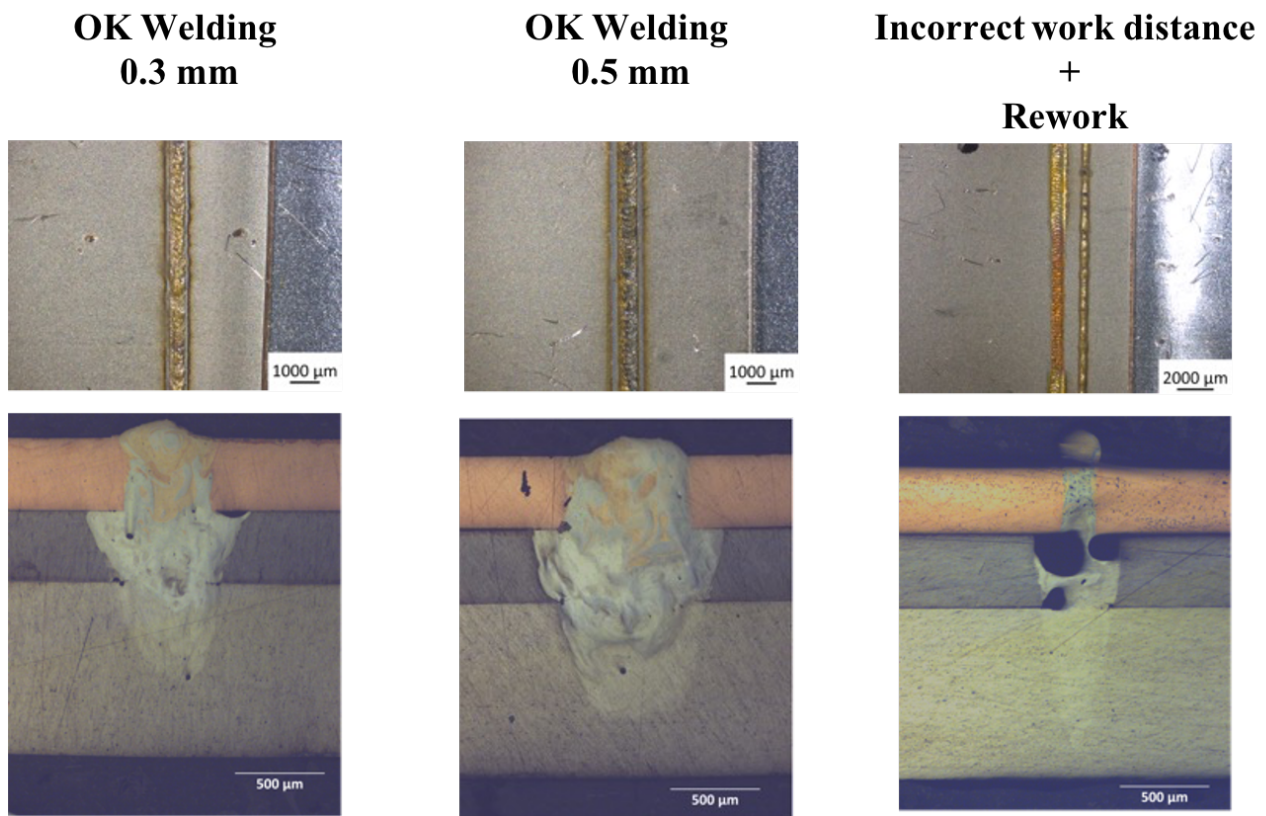 OK Welding
0.3 mm
OK Welding
0.5 mm
Incorrect work distance
+
Rework
1000 µm
1000 µm
2000 µm
500 µm
500 µm
500 µm